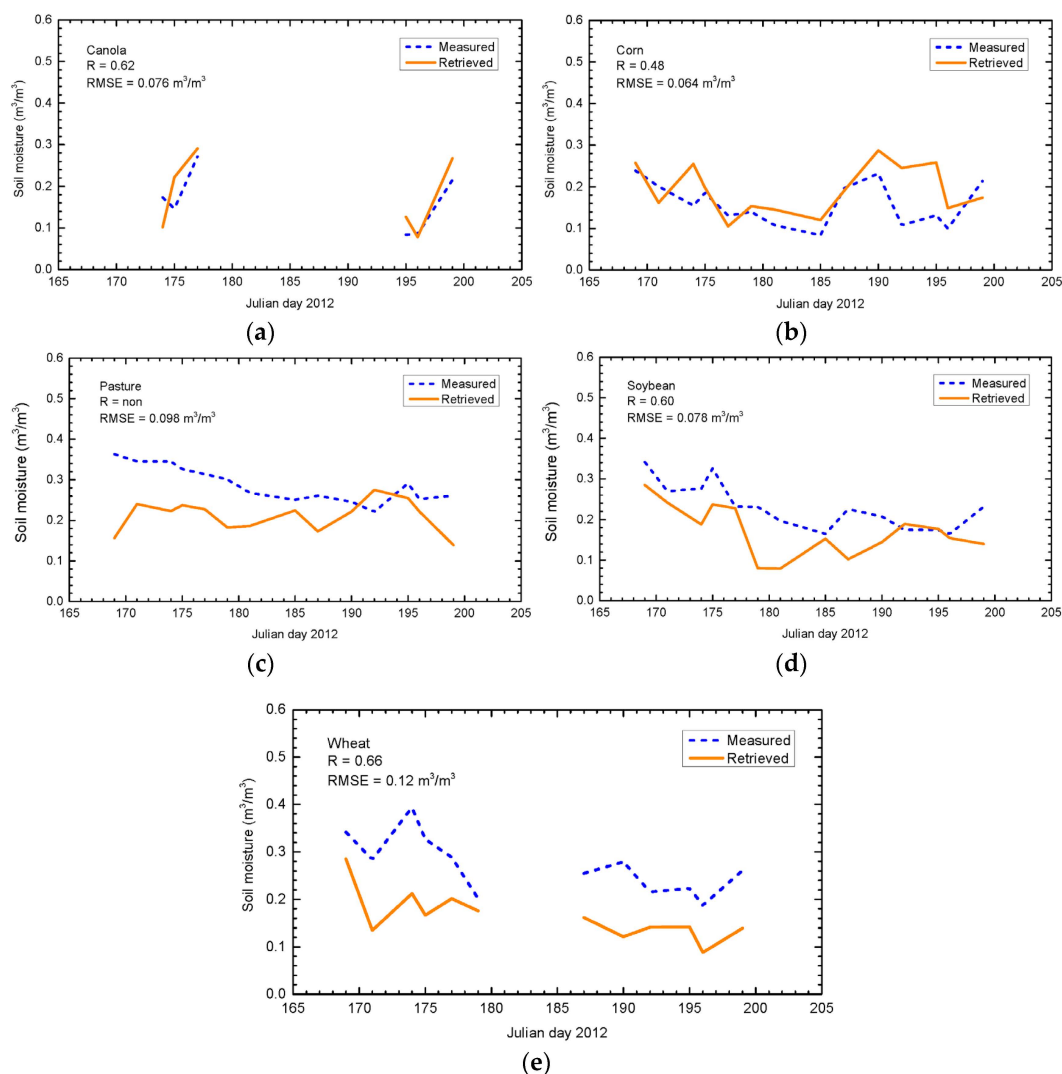 0.6
0.5
0.4
0.3
0.2
0.1
0.0
Soil moisture (m³/m³)
Canola
R = 0.62
RMSE = 0.076 m³/m³
Measured
Retrieved
165 170 175 180 185 190 195 200 205
Julian day 2012
(a)
0.6
0.5
0.4
0.3
0.2
0.1
0.0
Soil moisture (m³/m³)
Corn
R = 0.48
RMSE = 0.064 m³/m³
Measured
Retrieved
165 170 175 180 185 190 195 200 205
Julian day 2012
(b)
0.6
0.5
0.4
0.3
0.2
0.1
0.0
Soil moisture (m³/m³)
Pasture
R = non
RMSE = 0.098 m³/m³
Measured
Retrieved
165 170 175 180 185 190 195 200 205
Julian day 2012
(c)
0.6
0.5
0.4
0.3
0.2
0.1
0.0
Soil moisture (m³/m³)
Soybean
R = 0.60
RMSE = 0.078 m³/m³
Measured
Retrieved
165 170 175 180 185 190 195 200 205
Julian day 2012
(d)
0.6
0.5
0.4
0.3
0.2
0.1
0.0
Soil moisture (m³/m³)
Wheat
R = 0.66
RMSE = 0.12 m³/m³
Measured
Retrieved
165 170 175 180 185 190 195 200 205
Julian day 2012
(e)